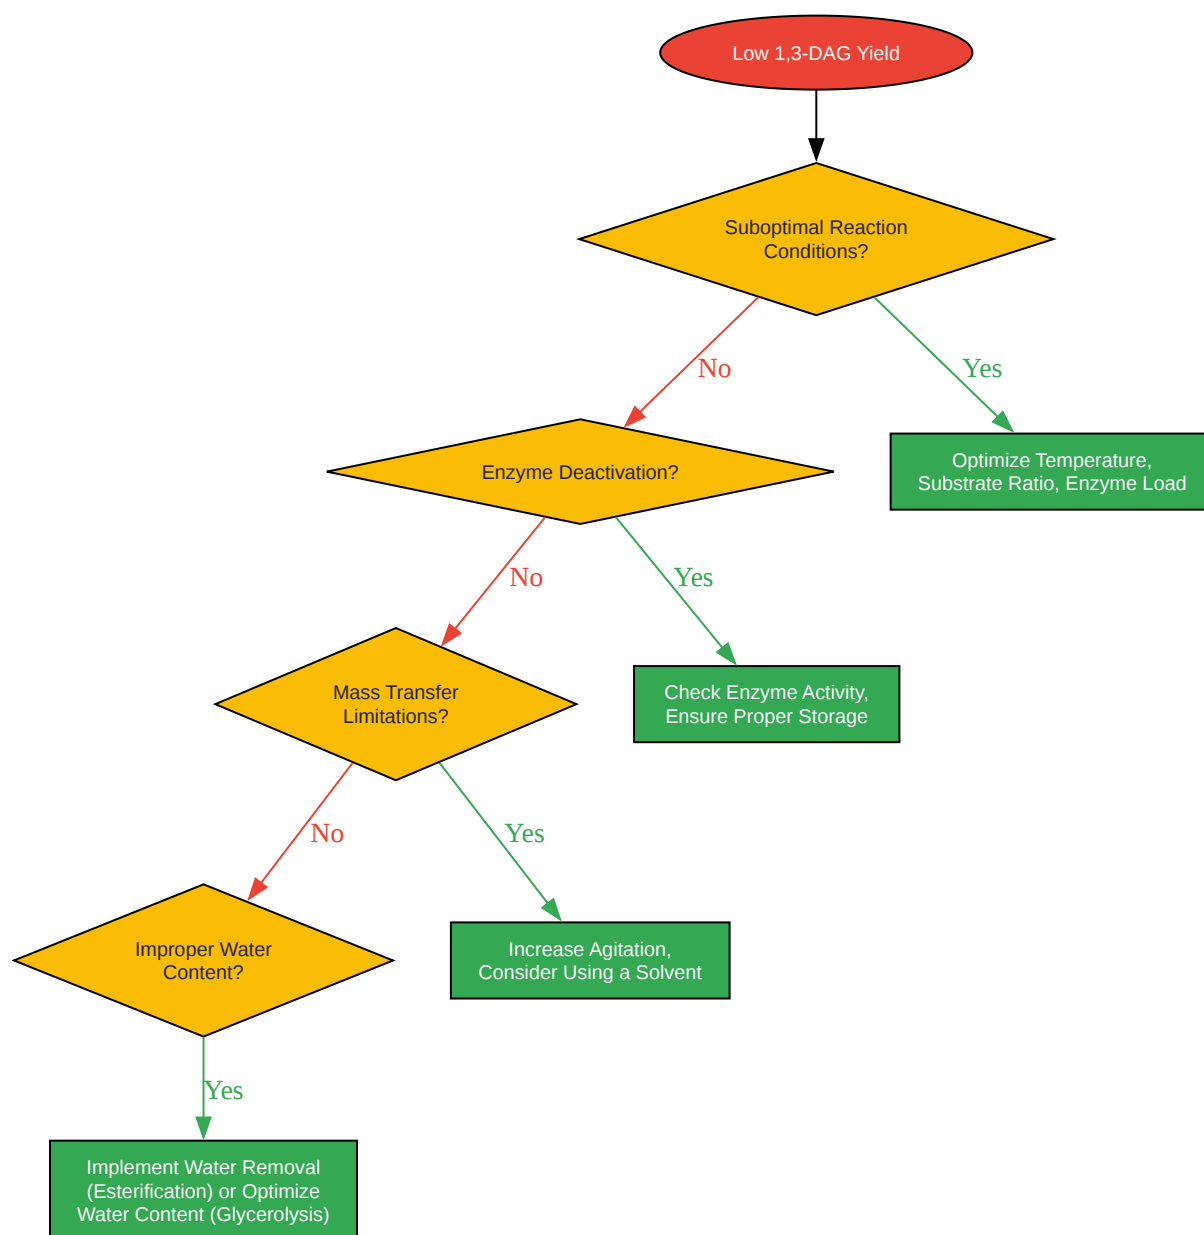 Low 1,3-DAG Yield
Suboptimal Reaction
Conditions?
No
Yes
Enzyme Deactivation?
Optimize Temperature,
Substrate Ratio, Enzyme Load
No
Yes
Mass Transfer
Limitations?
Check Enzyme Activity,
Ensure Proper Storage
No
Yes
Improper Water
Content?
Increase Agitation,
Consider Using a Solvent
Yes
Implement Water Removal
(Esterification) or Optimize
Water Content (Glycerolysis)